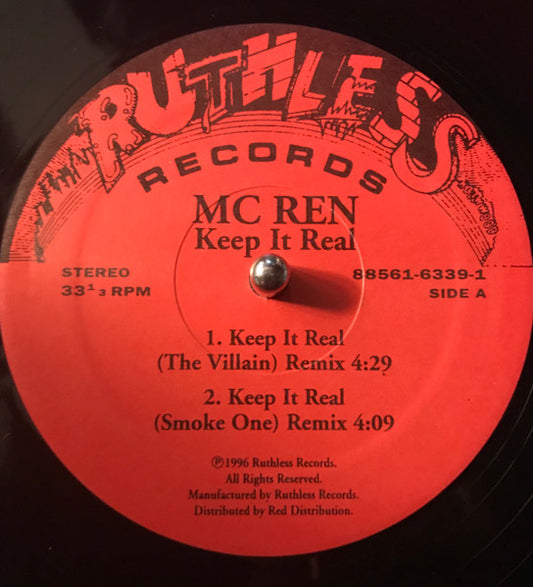 RUTHLESS
RECORDS
MC REN
Keep It Real
STEREO
33¹ 3 RPM
88561-6339-1
SIDE A
1. Keep It Real
(The Villain) Remix 4:29
2. Keep It Real
(Smoke One) Remix 4:09
℗1996 Ruthless Records.
All Rights Reserved.
Manufactured by Ruthless Records.
Distributed by Red Distribution.